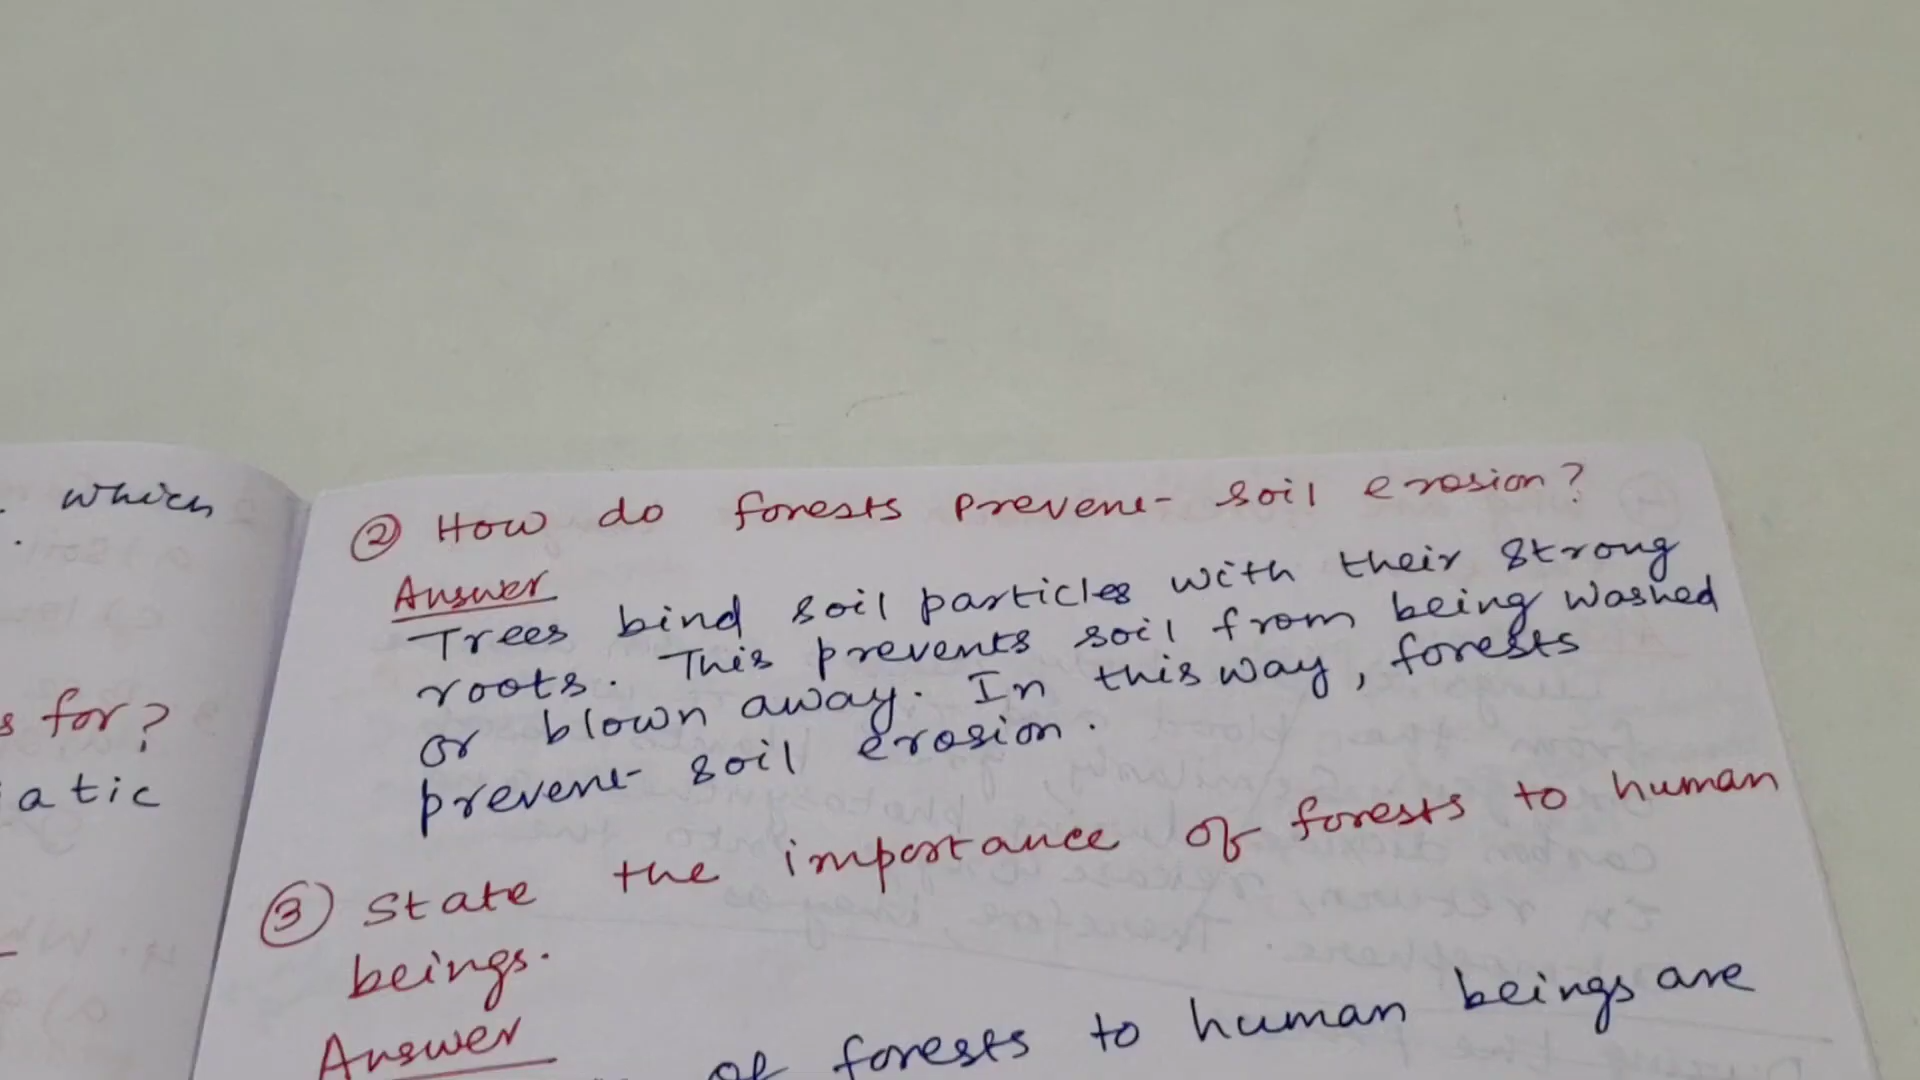 which
s for?
atic
② How do forests prevent soil erosion?
Answer
Trees bind soil particles with their strong
roots. This prevents soil from being washed
or blown away. In this way, forests
prevent soil erosion.
③ State the importance of forests to human
beings.
Answer
of forests to human beings are